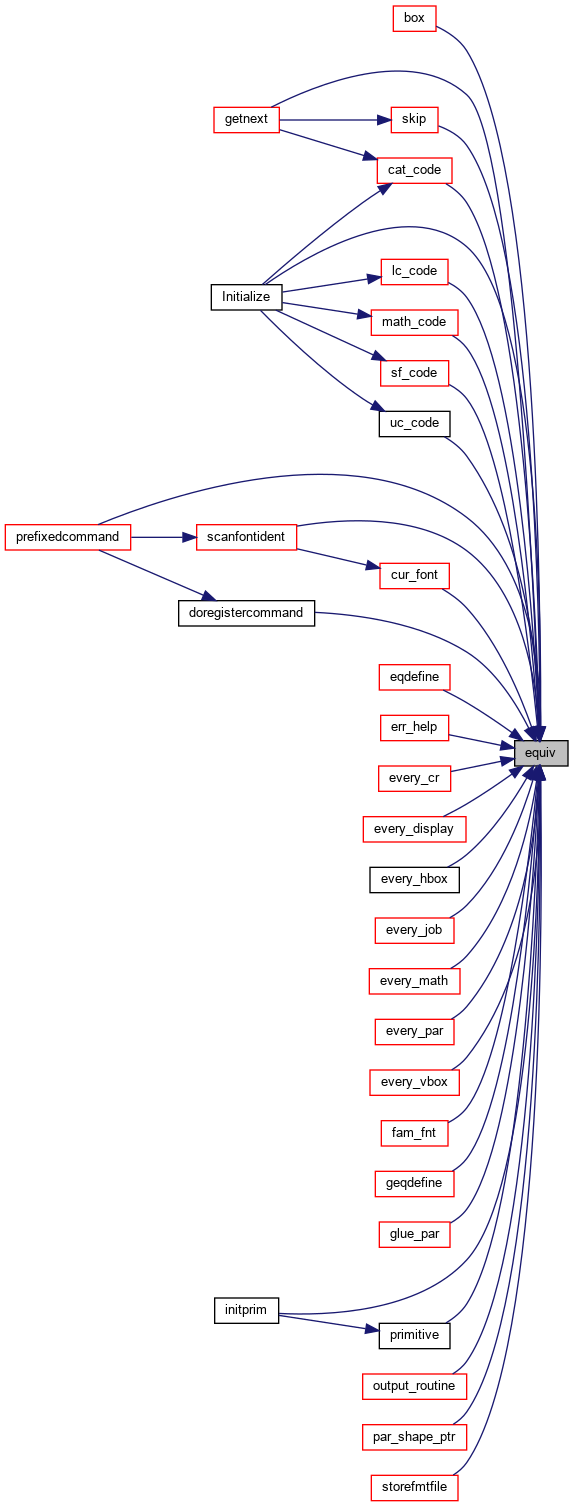 box
getnext
skip
cat_code
lc_code
Initialize
math_code
sf_code
uc_code
prefixedcommand
scanfontident
cur_font
doregistercommand
eqdefine
err_help
equiv
every_cr
every_display
every_hbox
every_job
every_math
every_par
every_vbox
fam_fnt
geqdefine
glue_par
initprim
primitive
output_routine
par_shape_ptr
storefmtfile